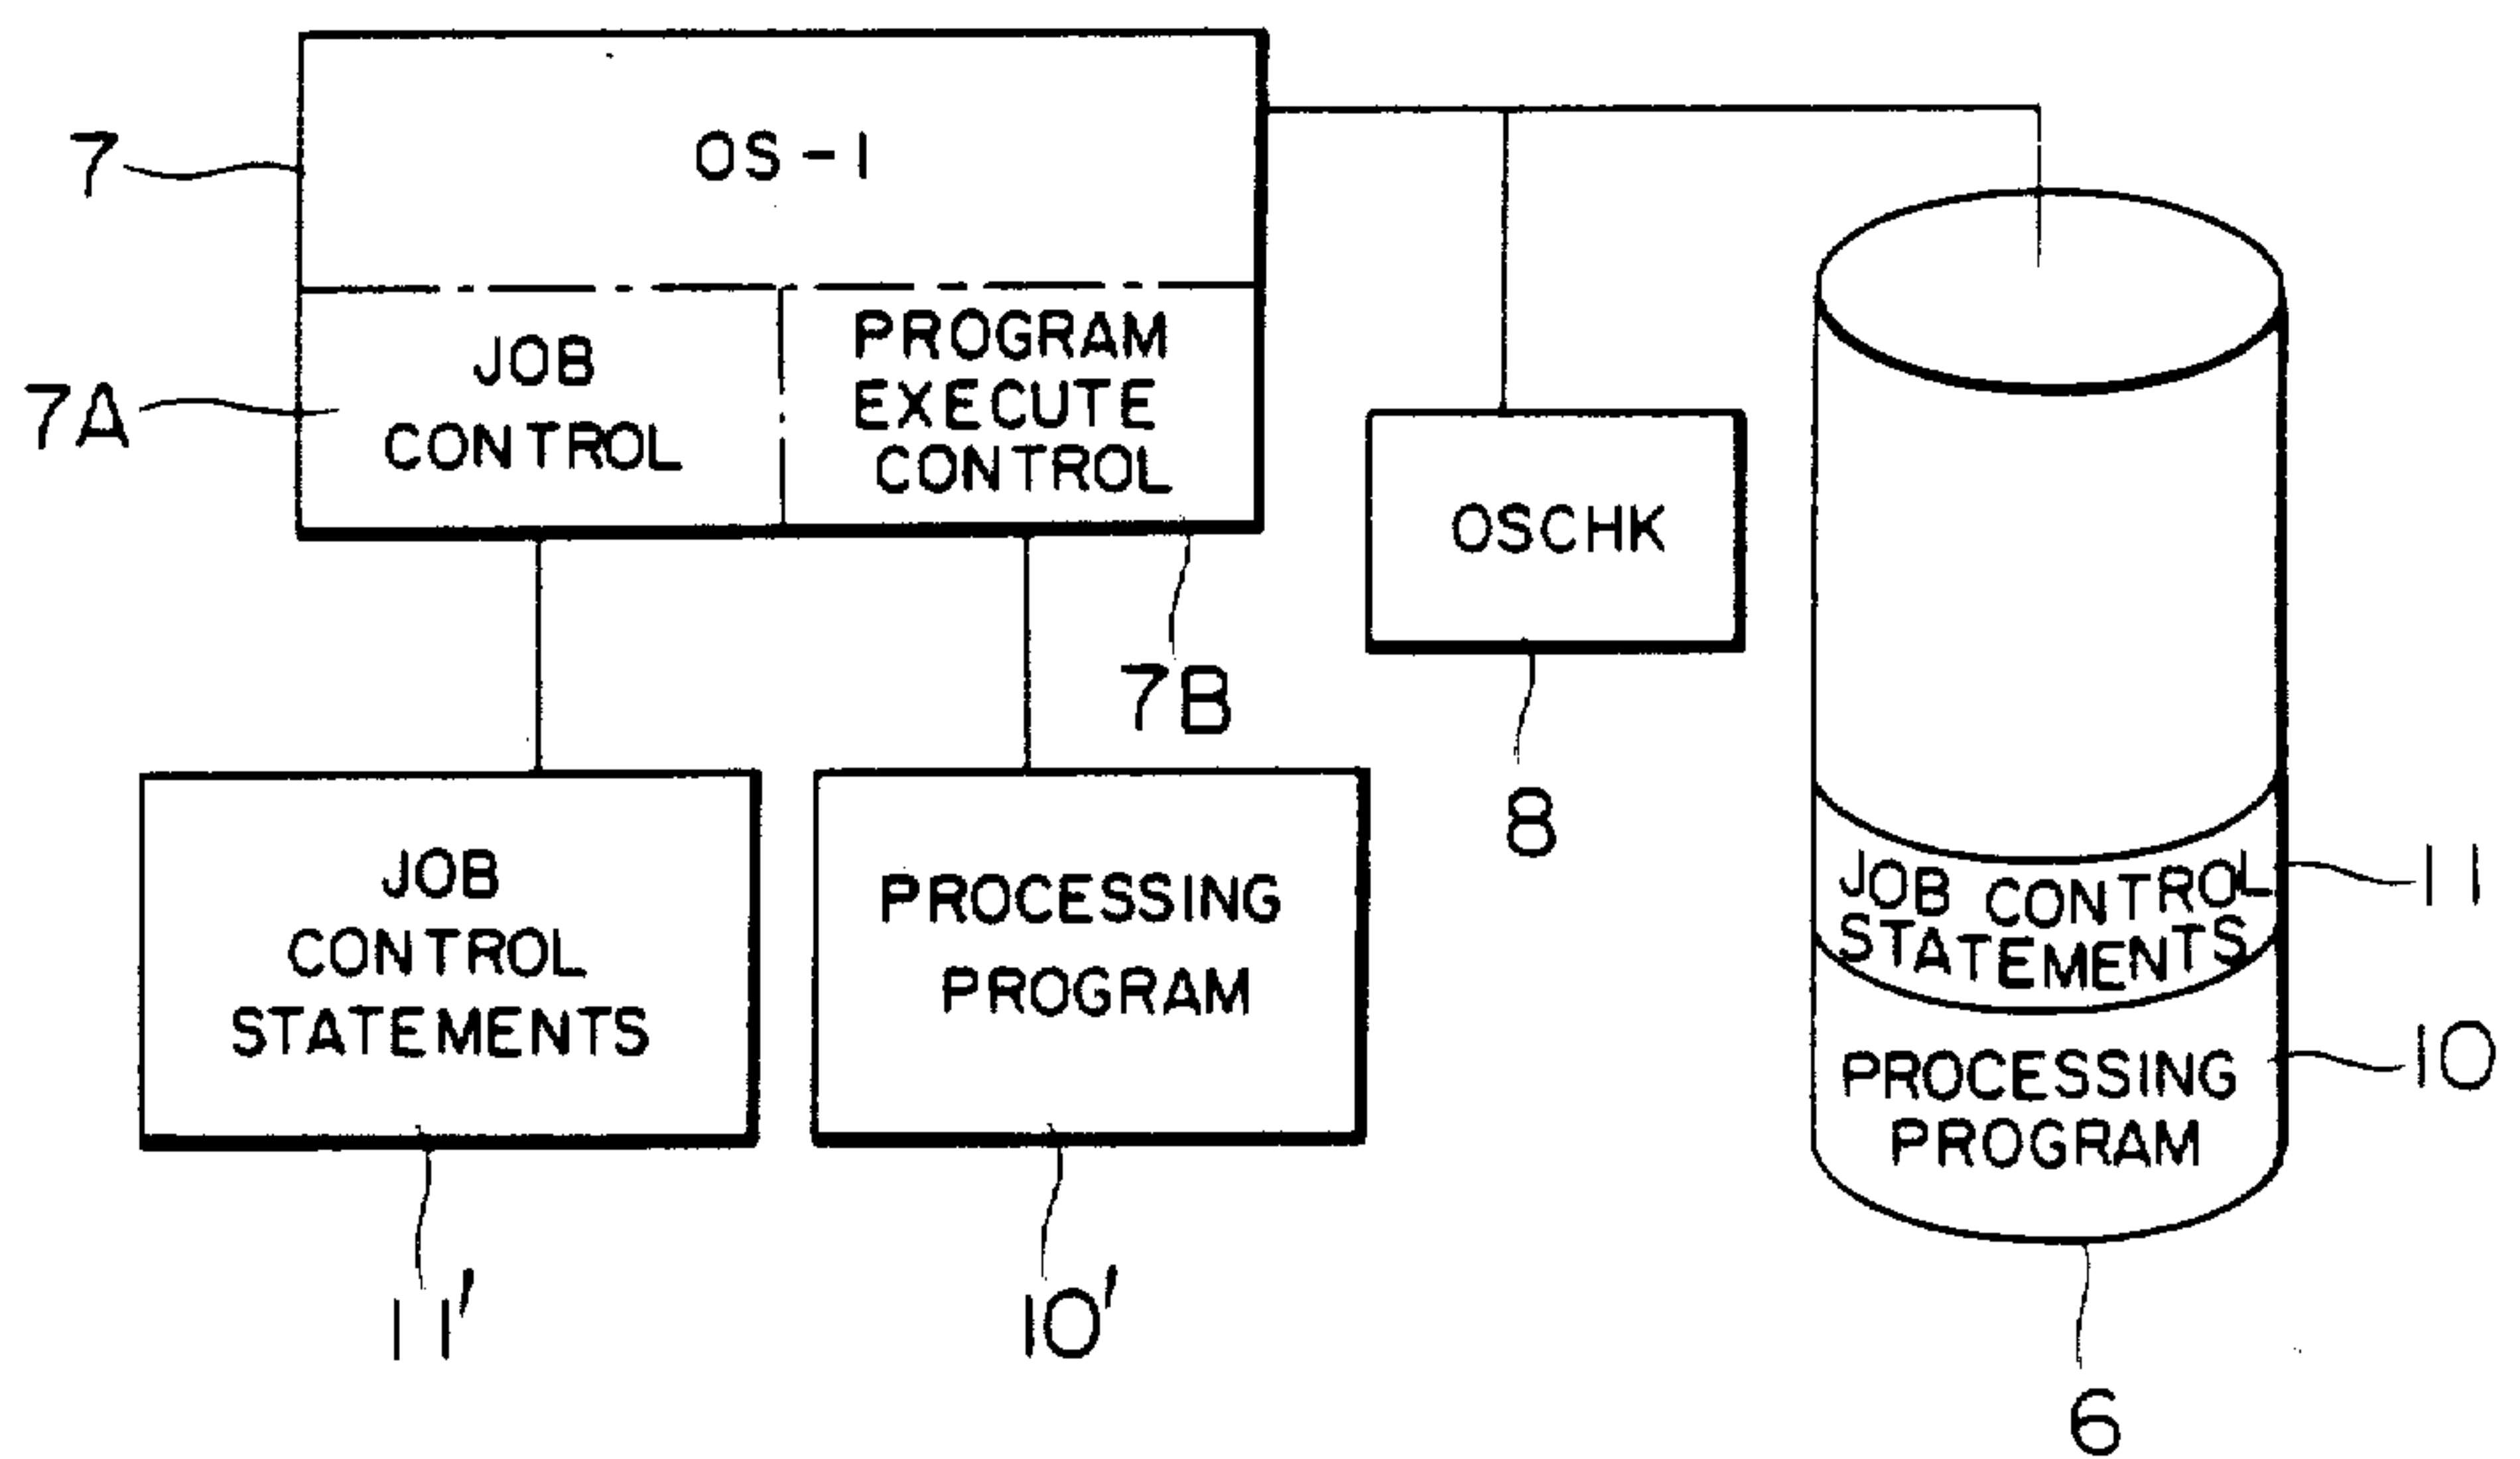 OS-1
7
JOB
CONTROL
7A
PROGRAM
EXECUTE
CONTROL
7B
OSCHK
8
JOB
CONTROL
STATEMENTS
11'
PROCESSING
PROGRAM
10'
JOB CONTROL
STATEMENTS
11
PROCESSING
PROGRAM
10
6